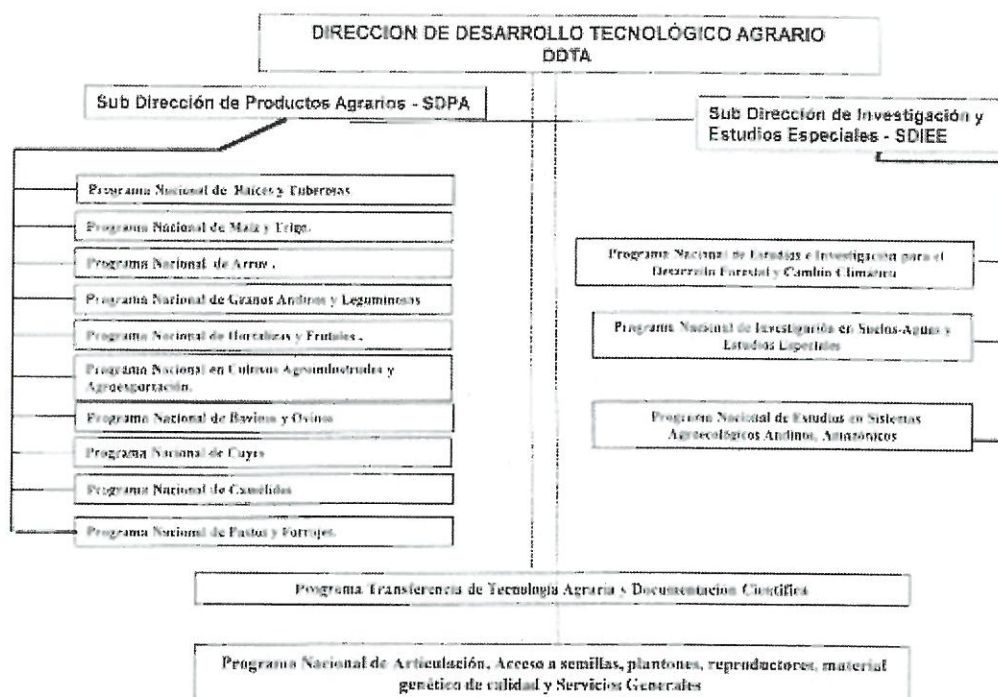 DIRECCION DE DESARROLLO TECNOLÓGICO AGRARIO
DDTA
Sub Dirección de Productos Agrarios - SDPA
Sub Dirección de Investigación y
Estudios Especiales - SDIEE
Programa Nacional de Raíces y Tuberosas
Programa Nacional de Maíz y Trigo.
Programa Nacional de Arroz.
Programa Nacional de Granos Andinos y Leguminosas
Programa Nacional de Hortalizas y Frutales.
Programa Nacional en Cultivos Agroindustriales y
Agroexportación.
Programa Nacional de Bovinos y Ovinos
Programa Nacional de Cuyes
Programa Nacional de Camélidos
Programa Nacional de Pastos y Forrajes.
Programa Nacional de Estudios e Investigación para el
Desarrollo Forestal y Cambio Climático
Programa Nacional de Investigación en Suelos-Aguas y
Estudios Especiales
Programa Nacional de Estudios en Sistemas
Agroecológicos Andinos, Amazónicos
Programa Transferencia de Tecnología Agraria y Documentación Científica
Programa Nacional de Articulación, Acceso a semillas, plantones, reproductores, material
genético de calidad y Servicios Generales